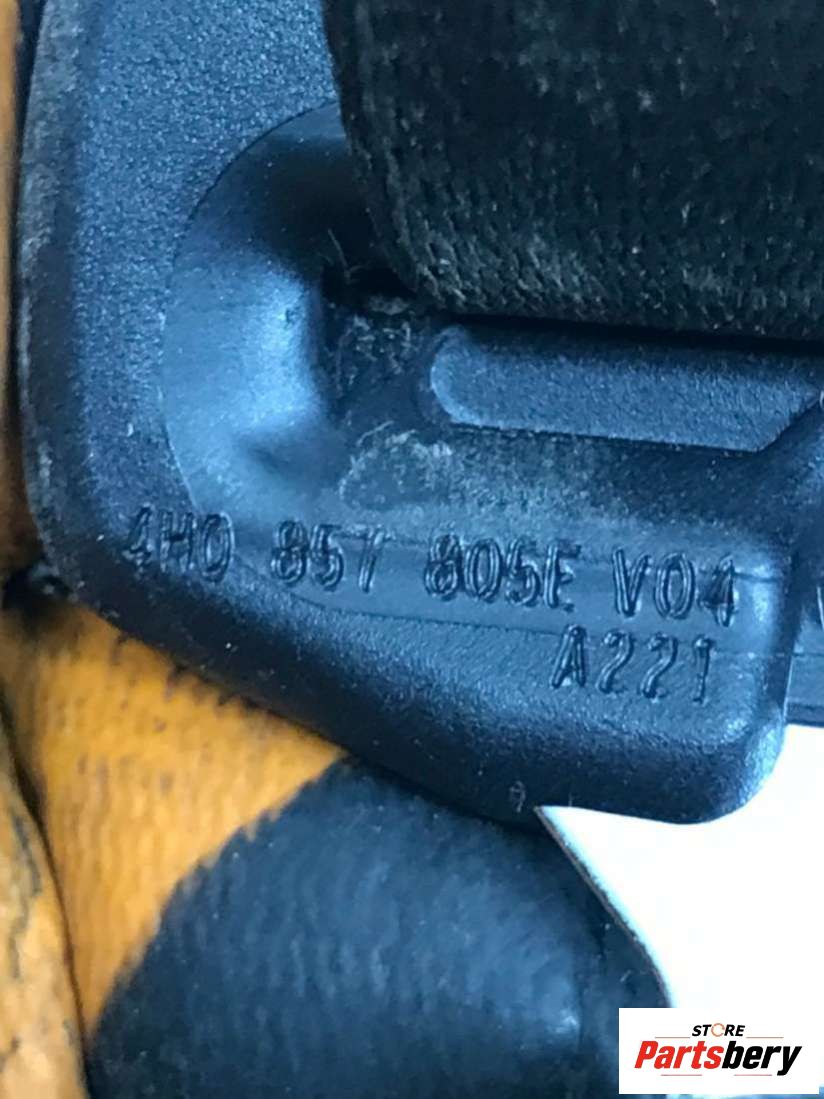 4H0 857 805E V04
A221
STORE
Partsbery